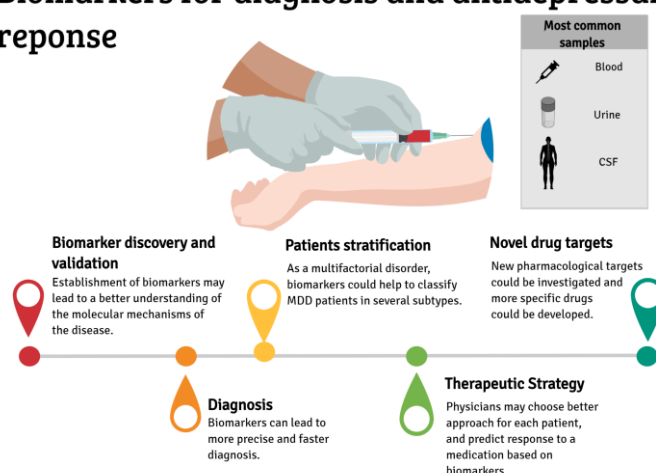 Biomarkers for diagnosis and antidepressa
reponse
Most common
samples
Blood
Urine
CSF
Biomarker discovery and
validation
Establishment of biomarkers may
lead to a better understanding of
the molecular mechanisms of
the disease.
Patients stratification
As a multifactorial disorder,
biomarkers could help to classify
MDD patients in several subtypes.
Novel drug targets
New pharmacological targets
could be investigated and
more specific drugs
could be developed.
Diagnosis
Biomarkers can lead to
more precise and faster
diagnosis.
Therapeutic Strategy
Physicians may choose better
approach for each patient,
and predict response to a
medication based on
biomarkers